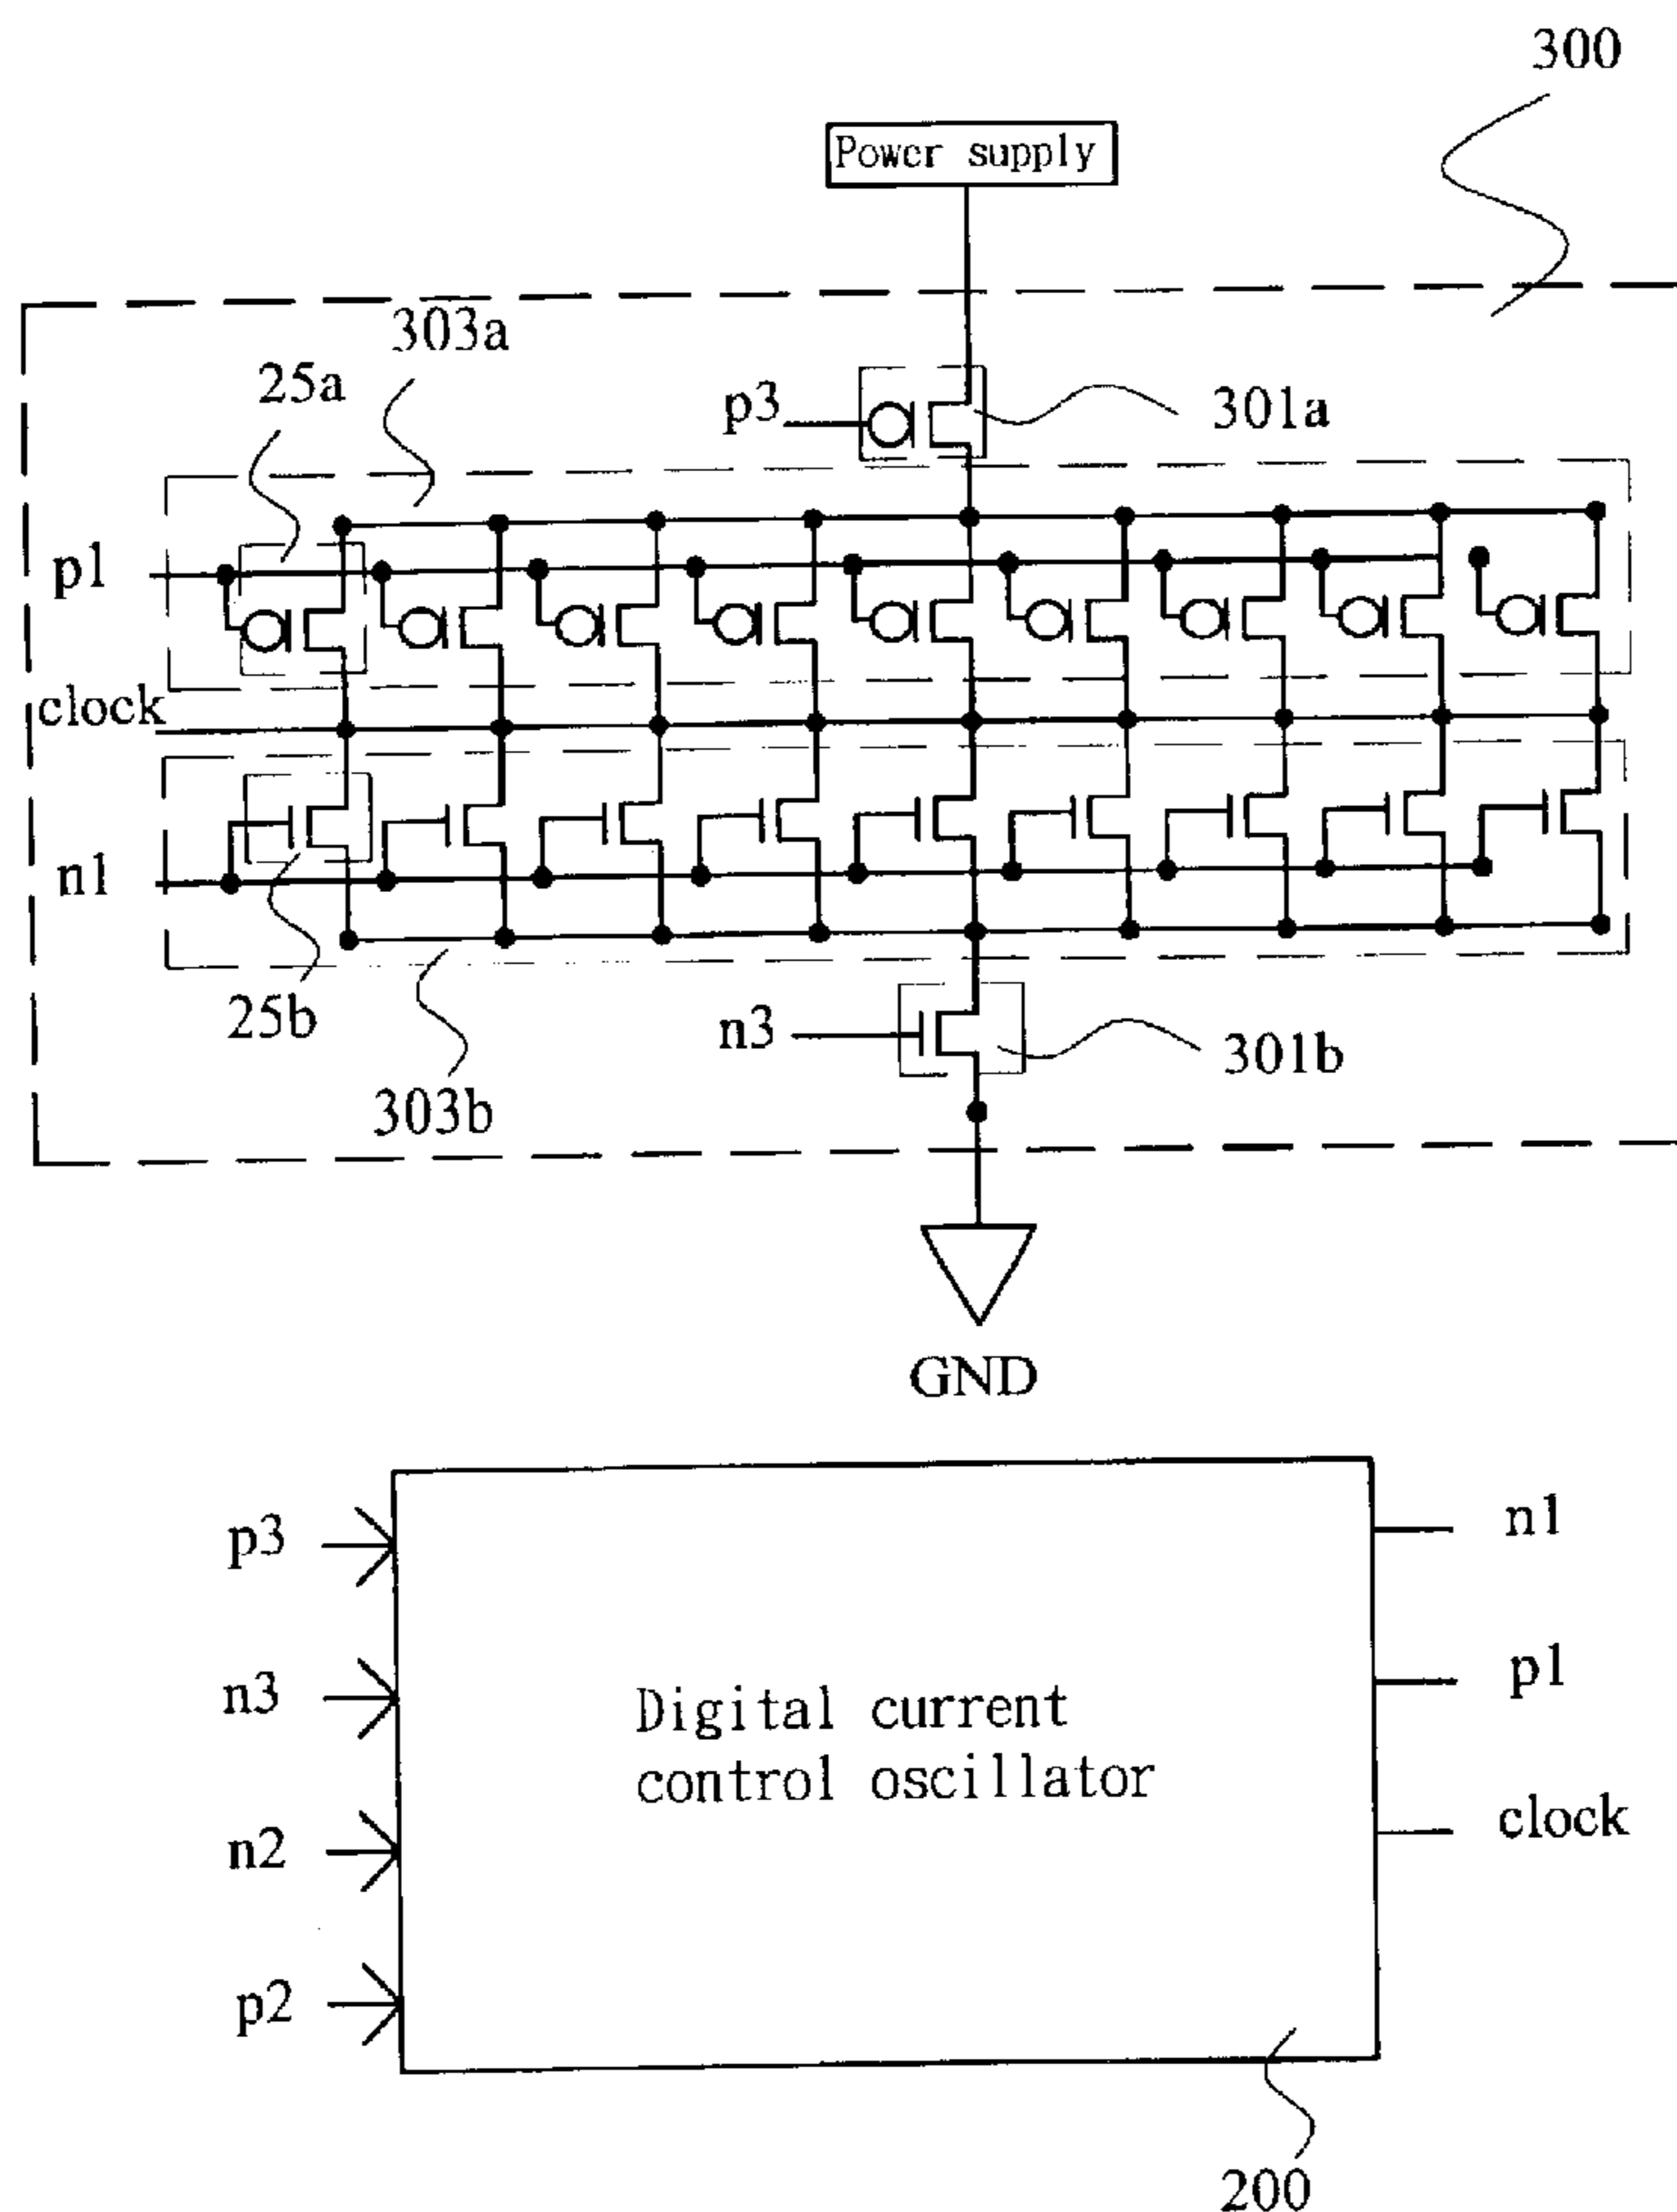 300
Power supply
303a
25a
p3
301a
p1
clock
n1
25b
n3
301b
303b
GND
p3
n1
n3
p1
Digital current
control oscillator
n2
clock
p2
200